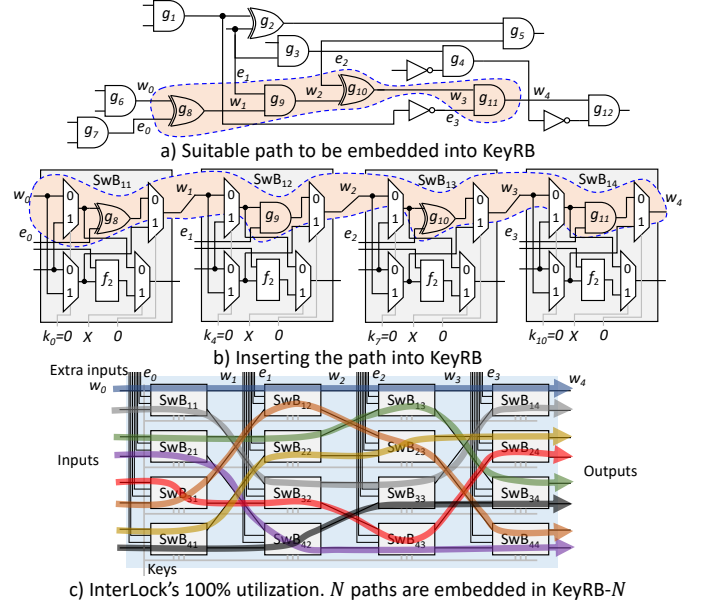 g1
g2
g5
g3
e2
g4
e1
w0
g6
g8
w1
g9
w2
g10
w3
g11
w4
g12
g7
e0
e3
a) Suitable path to be embedded into KeyRB
SwB11 SwB12 SwB13 SwB14
w0 0 1 g8 0 1 w1 0 1 g9 0 1 w2 0 1 g10 0 1 w3 0 1 g11 0 1 w4
e0 e1 e2 e3
0 1 f2 0 1 0 1 f2 0 1 0 1 f2 0 1 0 1 f2 0 1
k0=0 X 0 k4=0 X 0 k7=0 X 0 k10=0 X 0
b) Inserting the path into KeyRB
Extra inputs e0 w1 e1 w2 e2 w3 e3 w4
w0
SwB11 SwB12 SwB13 SwB14
SwB21 SwB22 SwB23 SwB24
Inputs Outputs
SwB31 SwB32 SwB33 SwB34
SwB41 SwB42 SwB43 SwB44
Keys
c) InterLock's 100% utilization. N paths are embedded in KeyRB-N